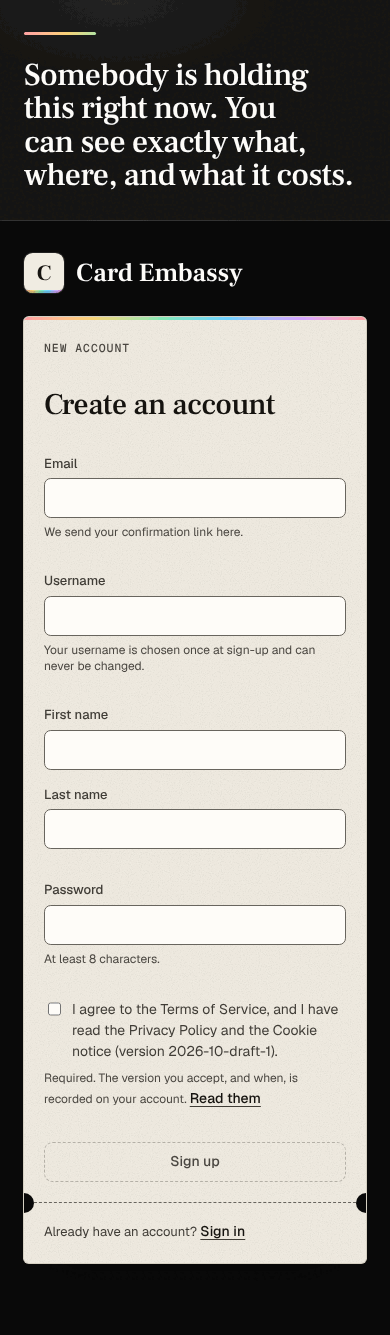 Somebody is holding
this right now. You
can see exactly what,
where, and what it costs.
C
Card Embassy
NEW ACCOUNT
Create an account
Email
We send your confirmation link here.
Username
Your username is chosen once at sign-up and can
never be changed.
First name
Last name
Password
At least 8 characters.
I agree to the Terms of Service, and I have
read the Privacy Policy and the Cookie
notice (version 2026-10-draft-1).
Required. The version you accept, and when, is
recorded on your account. Read them
Sign up
Already have an account? Sign in